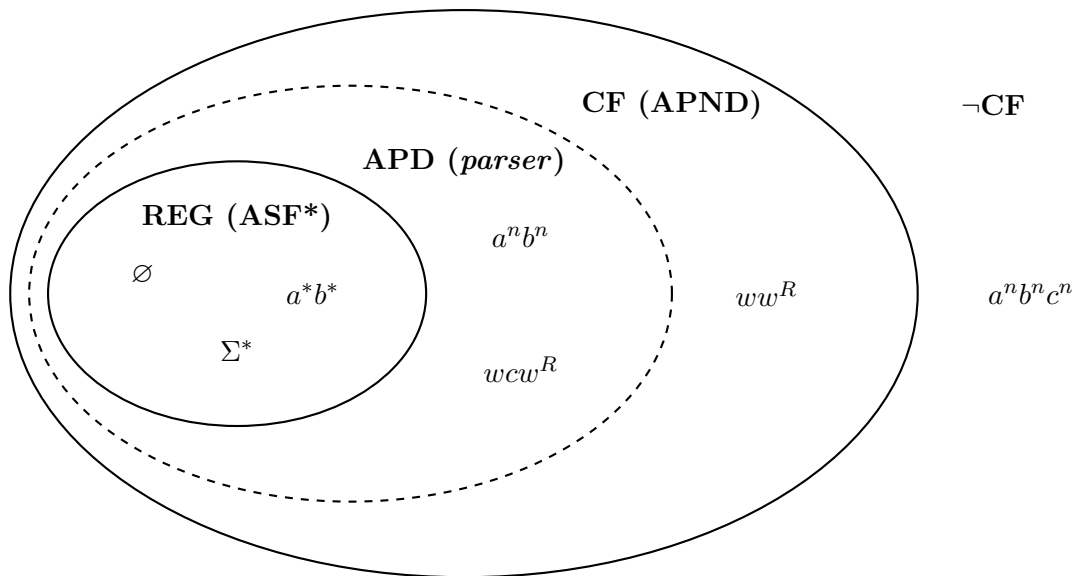 CF (APND)
¬CF
APD (parser)
REG (ASF*)
aⁿbⁿ
∅
a*b*
wwᴿ
aⁿbⁿcⁿ
Σ*
wcwᴿ